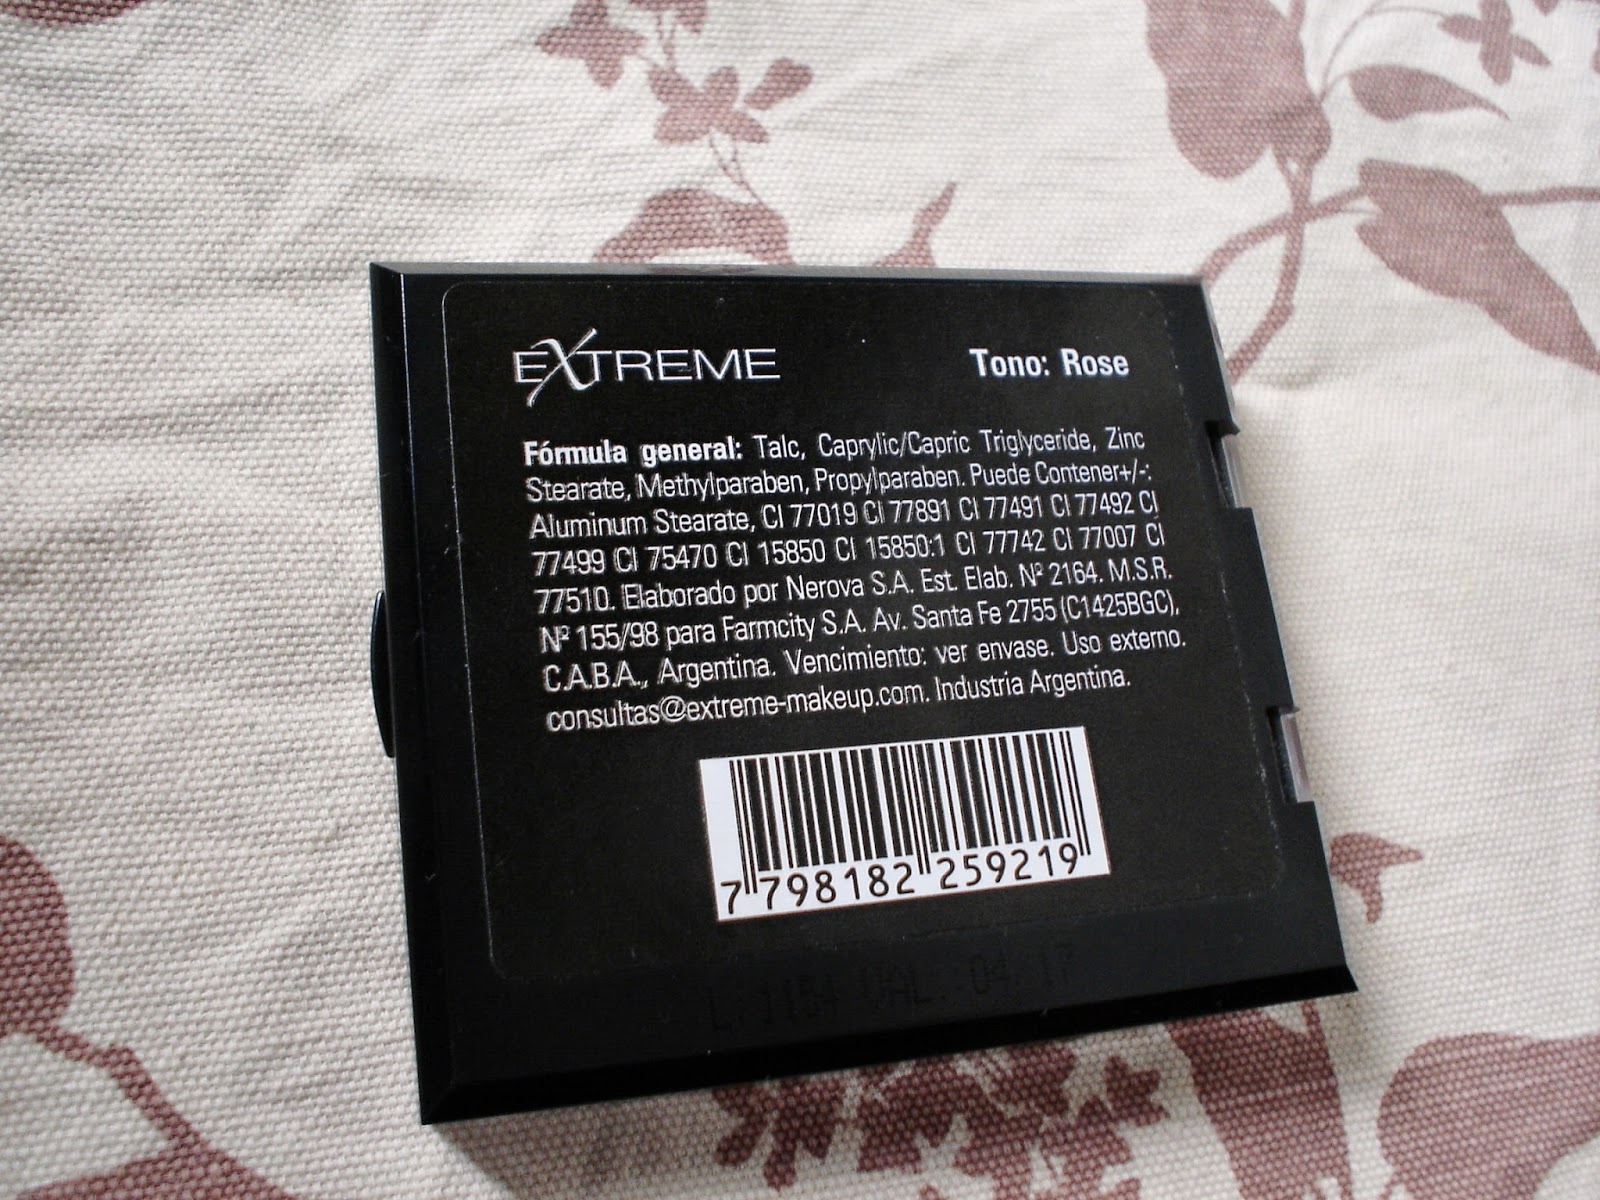 EXTREME
Tono: Rose
Fórmula general: Talc, Caprylic/Capric Triglyceride, Zinc
Stearate, Methylparaben, Propylparaben. Puede Contener+/-:
Aluminum Stearate, CI 77019 CI 77891 CI 77491 CI 77492 CI
77499 CI 75470 CI 15850 CI 15850:1 CI 77742 CI 77007 CI
77510. Elaborado por Nerova S.A. Est. Elab. Nº 2164. M.S.R.
Nº 155/98 para Farmcity S.A. Av. Santa Fe 2755 (C1425BGC),
C.A.B.A., Argentina. Vencimiento: ver envase. Uso externo.
consultas@extreme-makeup.com. Industria Argentina.
7 798182 259219
VAL. 04 17